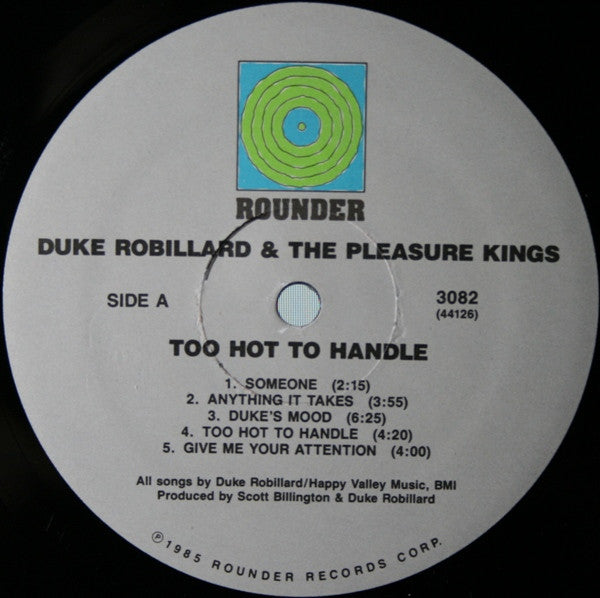 ROUNDER
DUKE ROBILLARD & THE PLEASURE KINGS
SIDE A
3082
(44126)
TOO HOT TO HANDLE
1. SOMEONE (2:15)
2. ANYTHING IT TAKES (3:55)
3. DUKE'S MOOD (6:25)
4. TOO HOT TO HANDLE (4:20)
5. GIVE ME YOUR ATTENTION (4:00)
All songs by Duke Robillard/Happy Valley Music, BMI
Produced by Scott Billington & Duke Robillard
℗1985 ROUNDER RECORDS CORP.